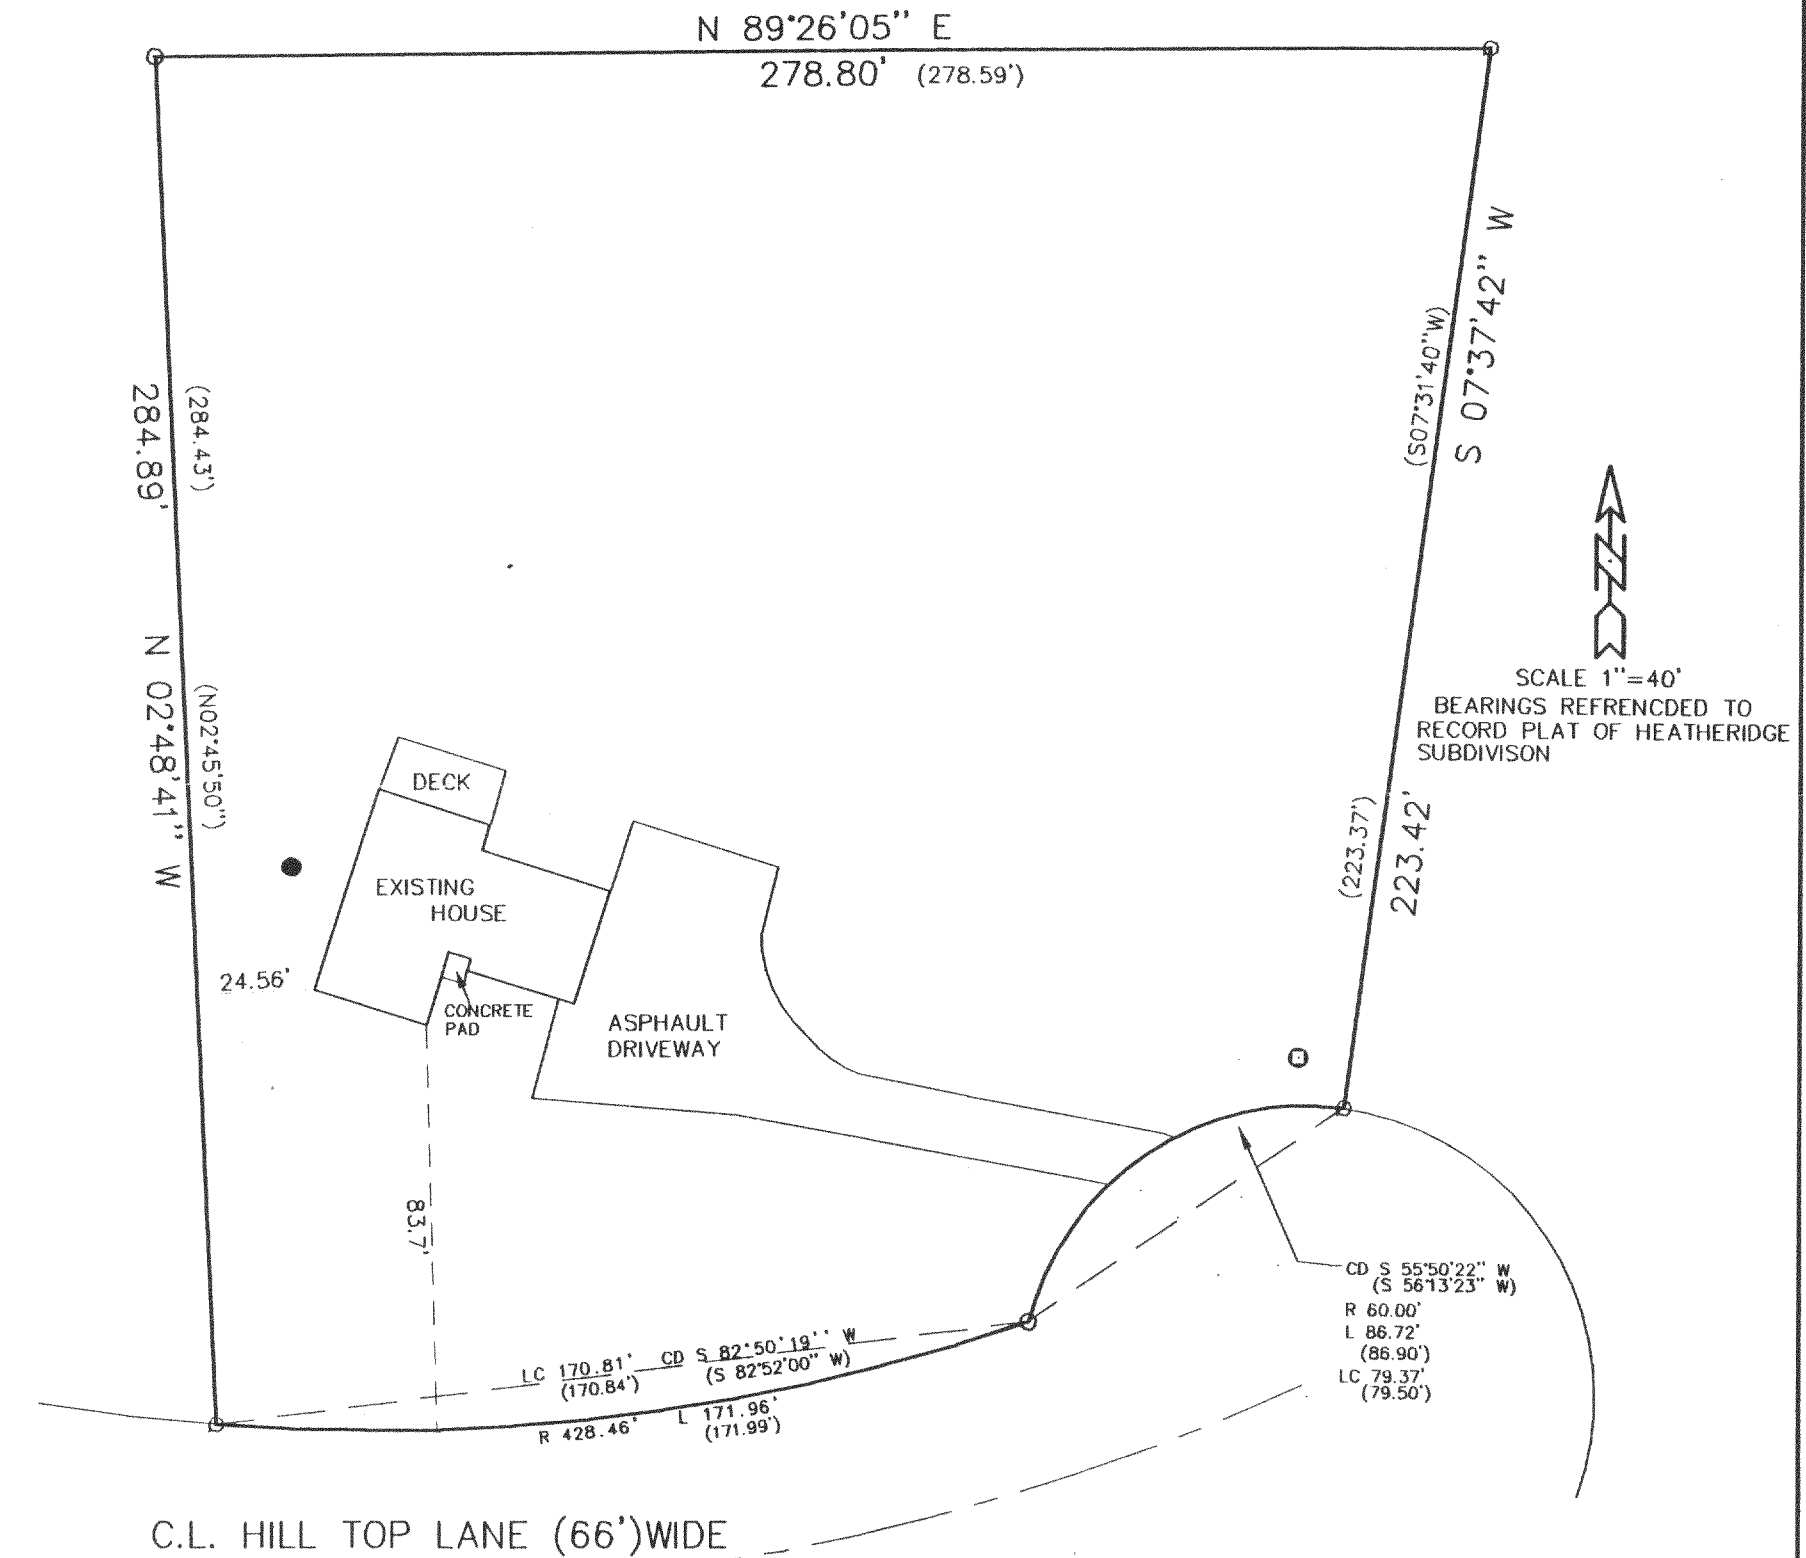 N 89°26'05" E
278.80' (278.59')
S 07°37'42" W
(S07°31'40"W)
(284.43')
284.89'
N 02°48'41" W
(N02°45'50")
SCALE 1"=40'
BEARINGS REFRENCDED TO
RECORD PLAT OF HEATHERIDGE
SUBDIVISON
DECK
(223.37')
223.42'
EXISTING
HOUSE
24.56'
CONCRETE
PAD
ASPHAULT
DRIVEWAY
83.7'
CD S 55°50'22" W
(S 56°13'23" W)
R 60.00'
L 86.72'
(86.90')
LC 79.37'
(79.50')
LC 170.81' CD S 82°50'19'' W
(170.84') (S 82°52'00" W)
R 428.46' L 171.96'
(171.99')
C.L. HILL TOP LANE (66')WIDE